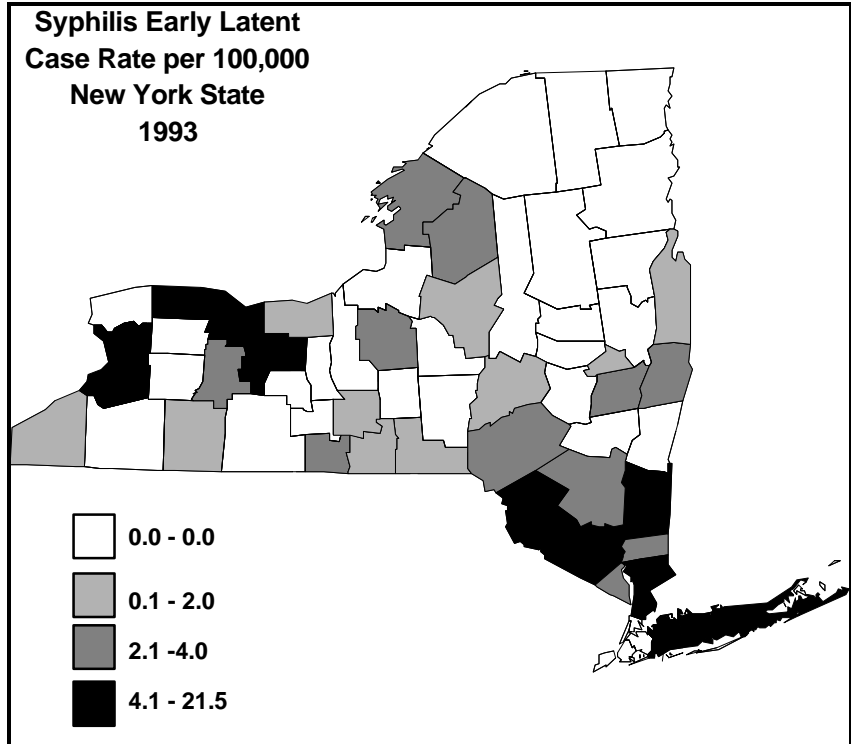 Syphilis Early Latent
Case Rate per 100,000
New York State
1993
0.0 - 0.0
0.1 - 2.0
2.1 -4.0
4.1 - 21.5